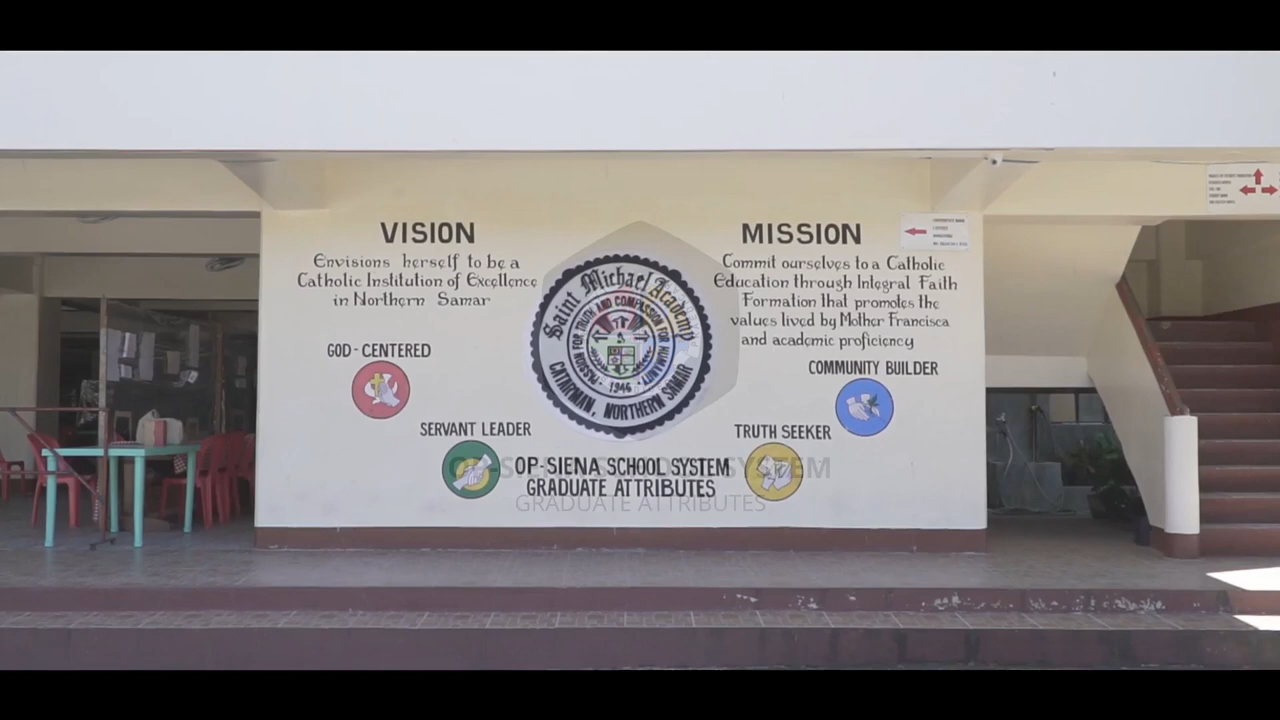 VISION
Envisions herself to be a
Catholic Institution of Excellence
in Northern Samar
MISSION
Commit ourselves to a Catholic
Education through Integral Faith
Formation that promotes the
values lived by Mother Francisca
and academic proficiency
Saint Michael Academy
PASSION FOR TRUTH AND COMPASSION FOR HUMANITY
1946
CATARMAN, NORTHERN SAMAR
GOD-CENTERED
COMMUNITY BUILDER
SERVANT LEADER
TRUTH SEEKER
OP-SIENA SCHOOL SYSTEM
GRADUATE ATTRIBUTES
OP-SIENA SCHOOL SYSTEM
GRADUATE ATTRIBUTES